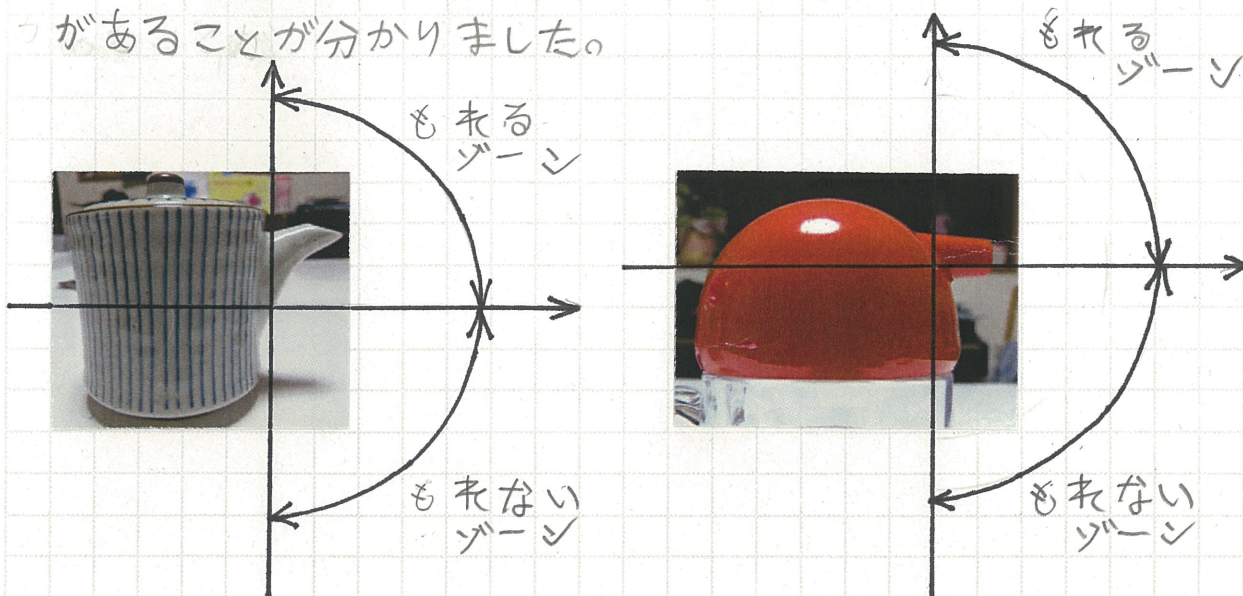 があることが分かりました。
もれる
ゾーン
もれない
ゾーン
もれる
ゾーン
もれない
ゾーン